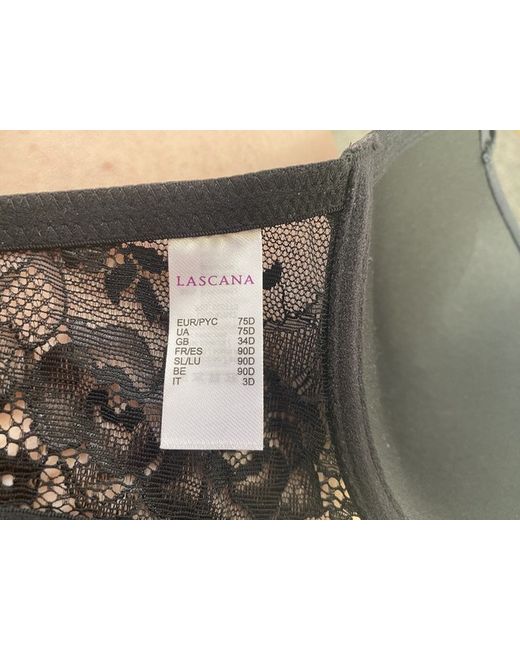 LASCANA
EUR/PYC 75D
UA 75D
GB 34D
FR/ES 90D
SL/LU 90D
BE 90D
IT 3D